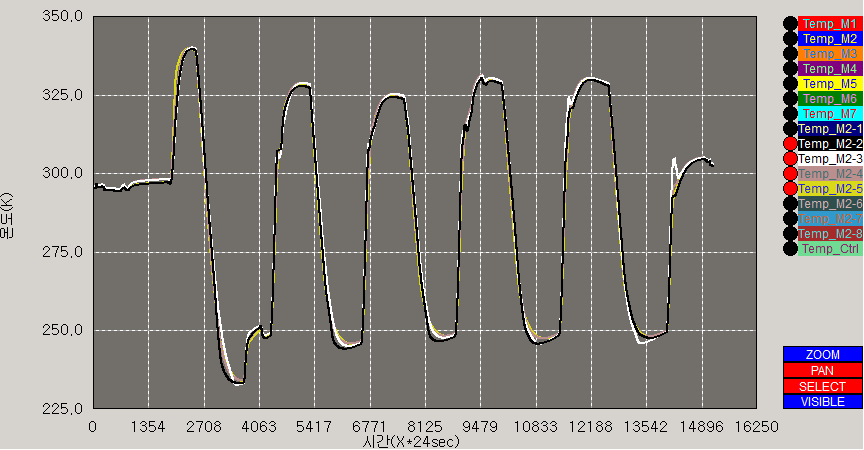 350,0
325,0
300,0
275,0
250,0
225,0
온도(K)
0 1354 2708 4063 5417 6771 8125 9479 10833 12188 13542 14896 16250
시간(X*24sec)
Temp_M1
Temp_M2
Temp_M3
Temp_M4
Temp_M5
Temp_M6
Temp_M7
Temp_M2-1
Temp_M2-2
Temp_M2-3
Temp_M2-4
Temp_M2-5
Temp_M2-6
Temp_M2-7
Temp_M2-8
Temp_Ctrl
ZOOM
PAN
SELECT
VISIBLE